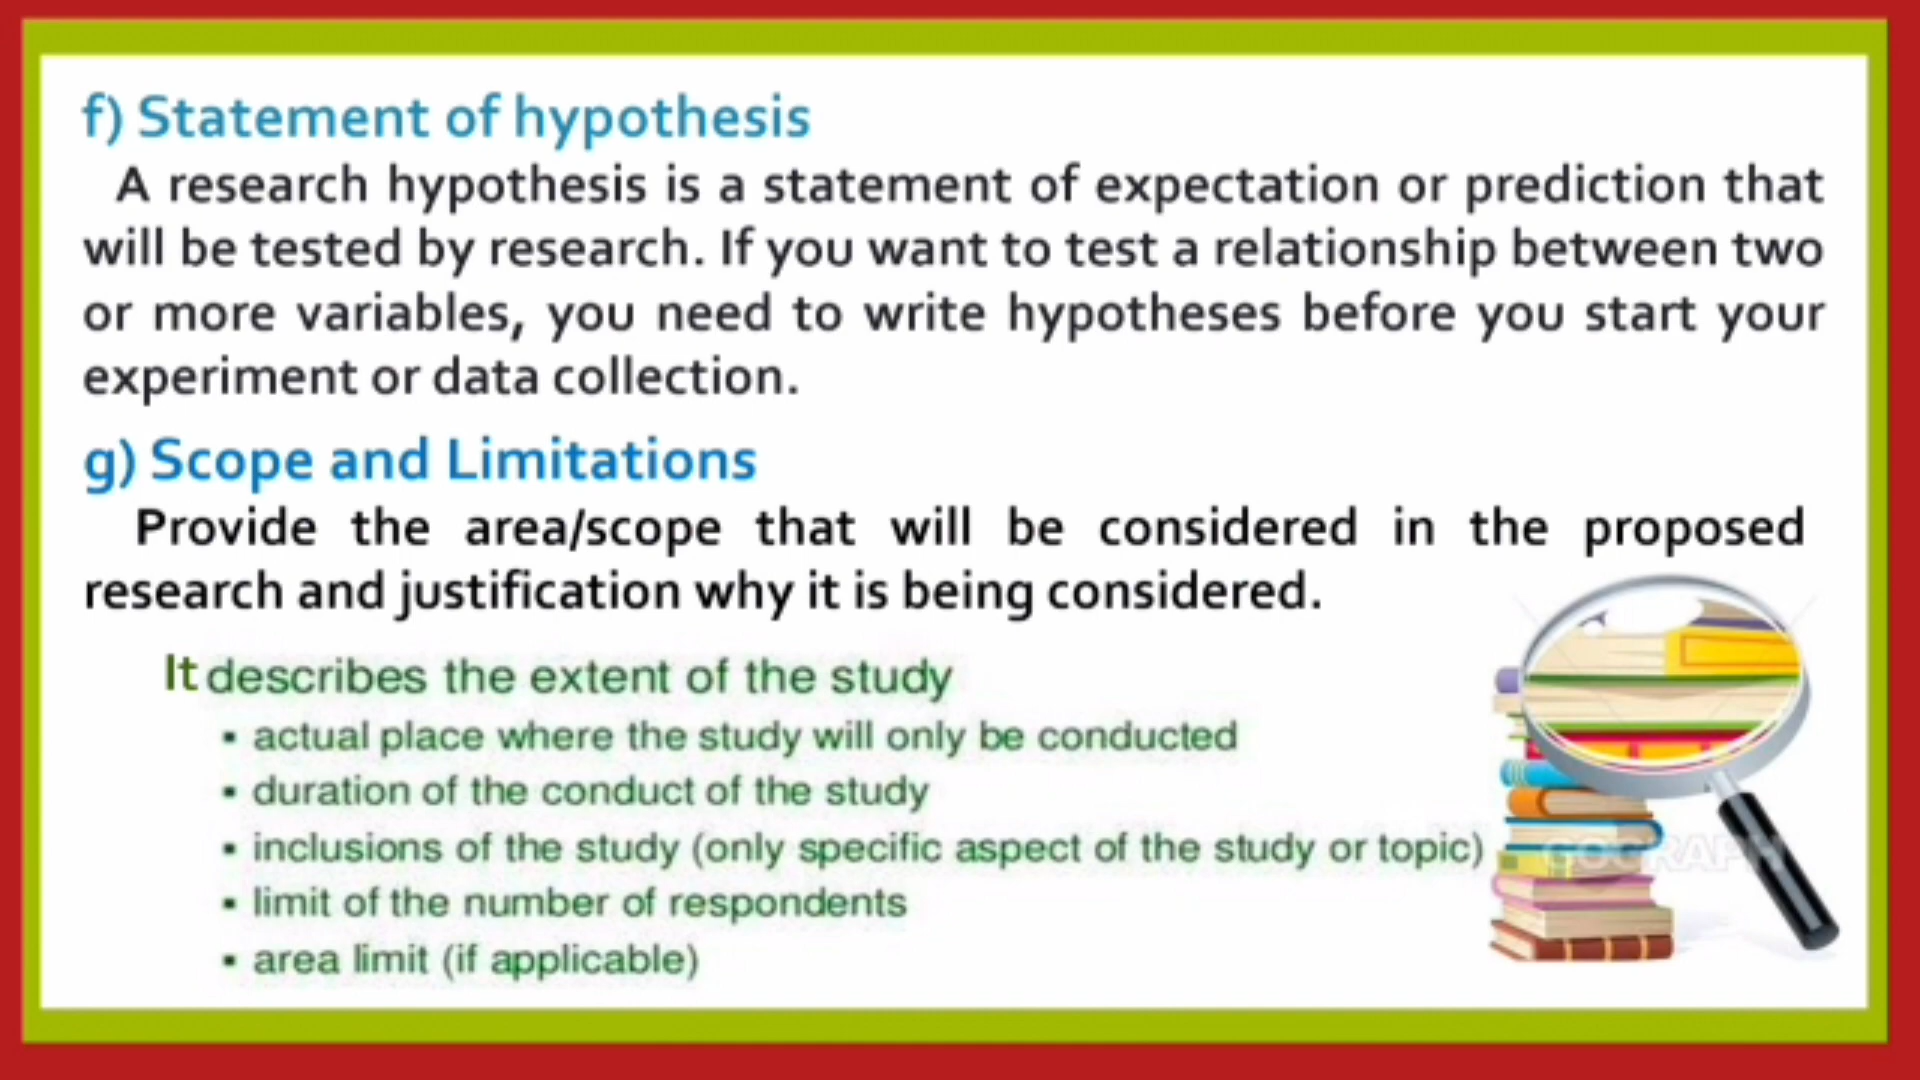 f) Statement of hypothesis
A research hypothesis is a statement of expectation or prediction that
will be tested by research. If you want to test a relationship between two
or more variables, you need to write hypotheses before you start your
experiment or data collection.
g) Scope and Limitations
Provide the area/scope that will be considered in the proposed
research and justification why it is being considered.
It describes the extent of the study
▪ actual place where the study will only be conducted
▪ duration of the conduct of the study
▪ inclusions of the study (only specific aspect of the study or topic)
▪ limit of the number of respondents
▪ area limit (if applicable)
GOGRAPH